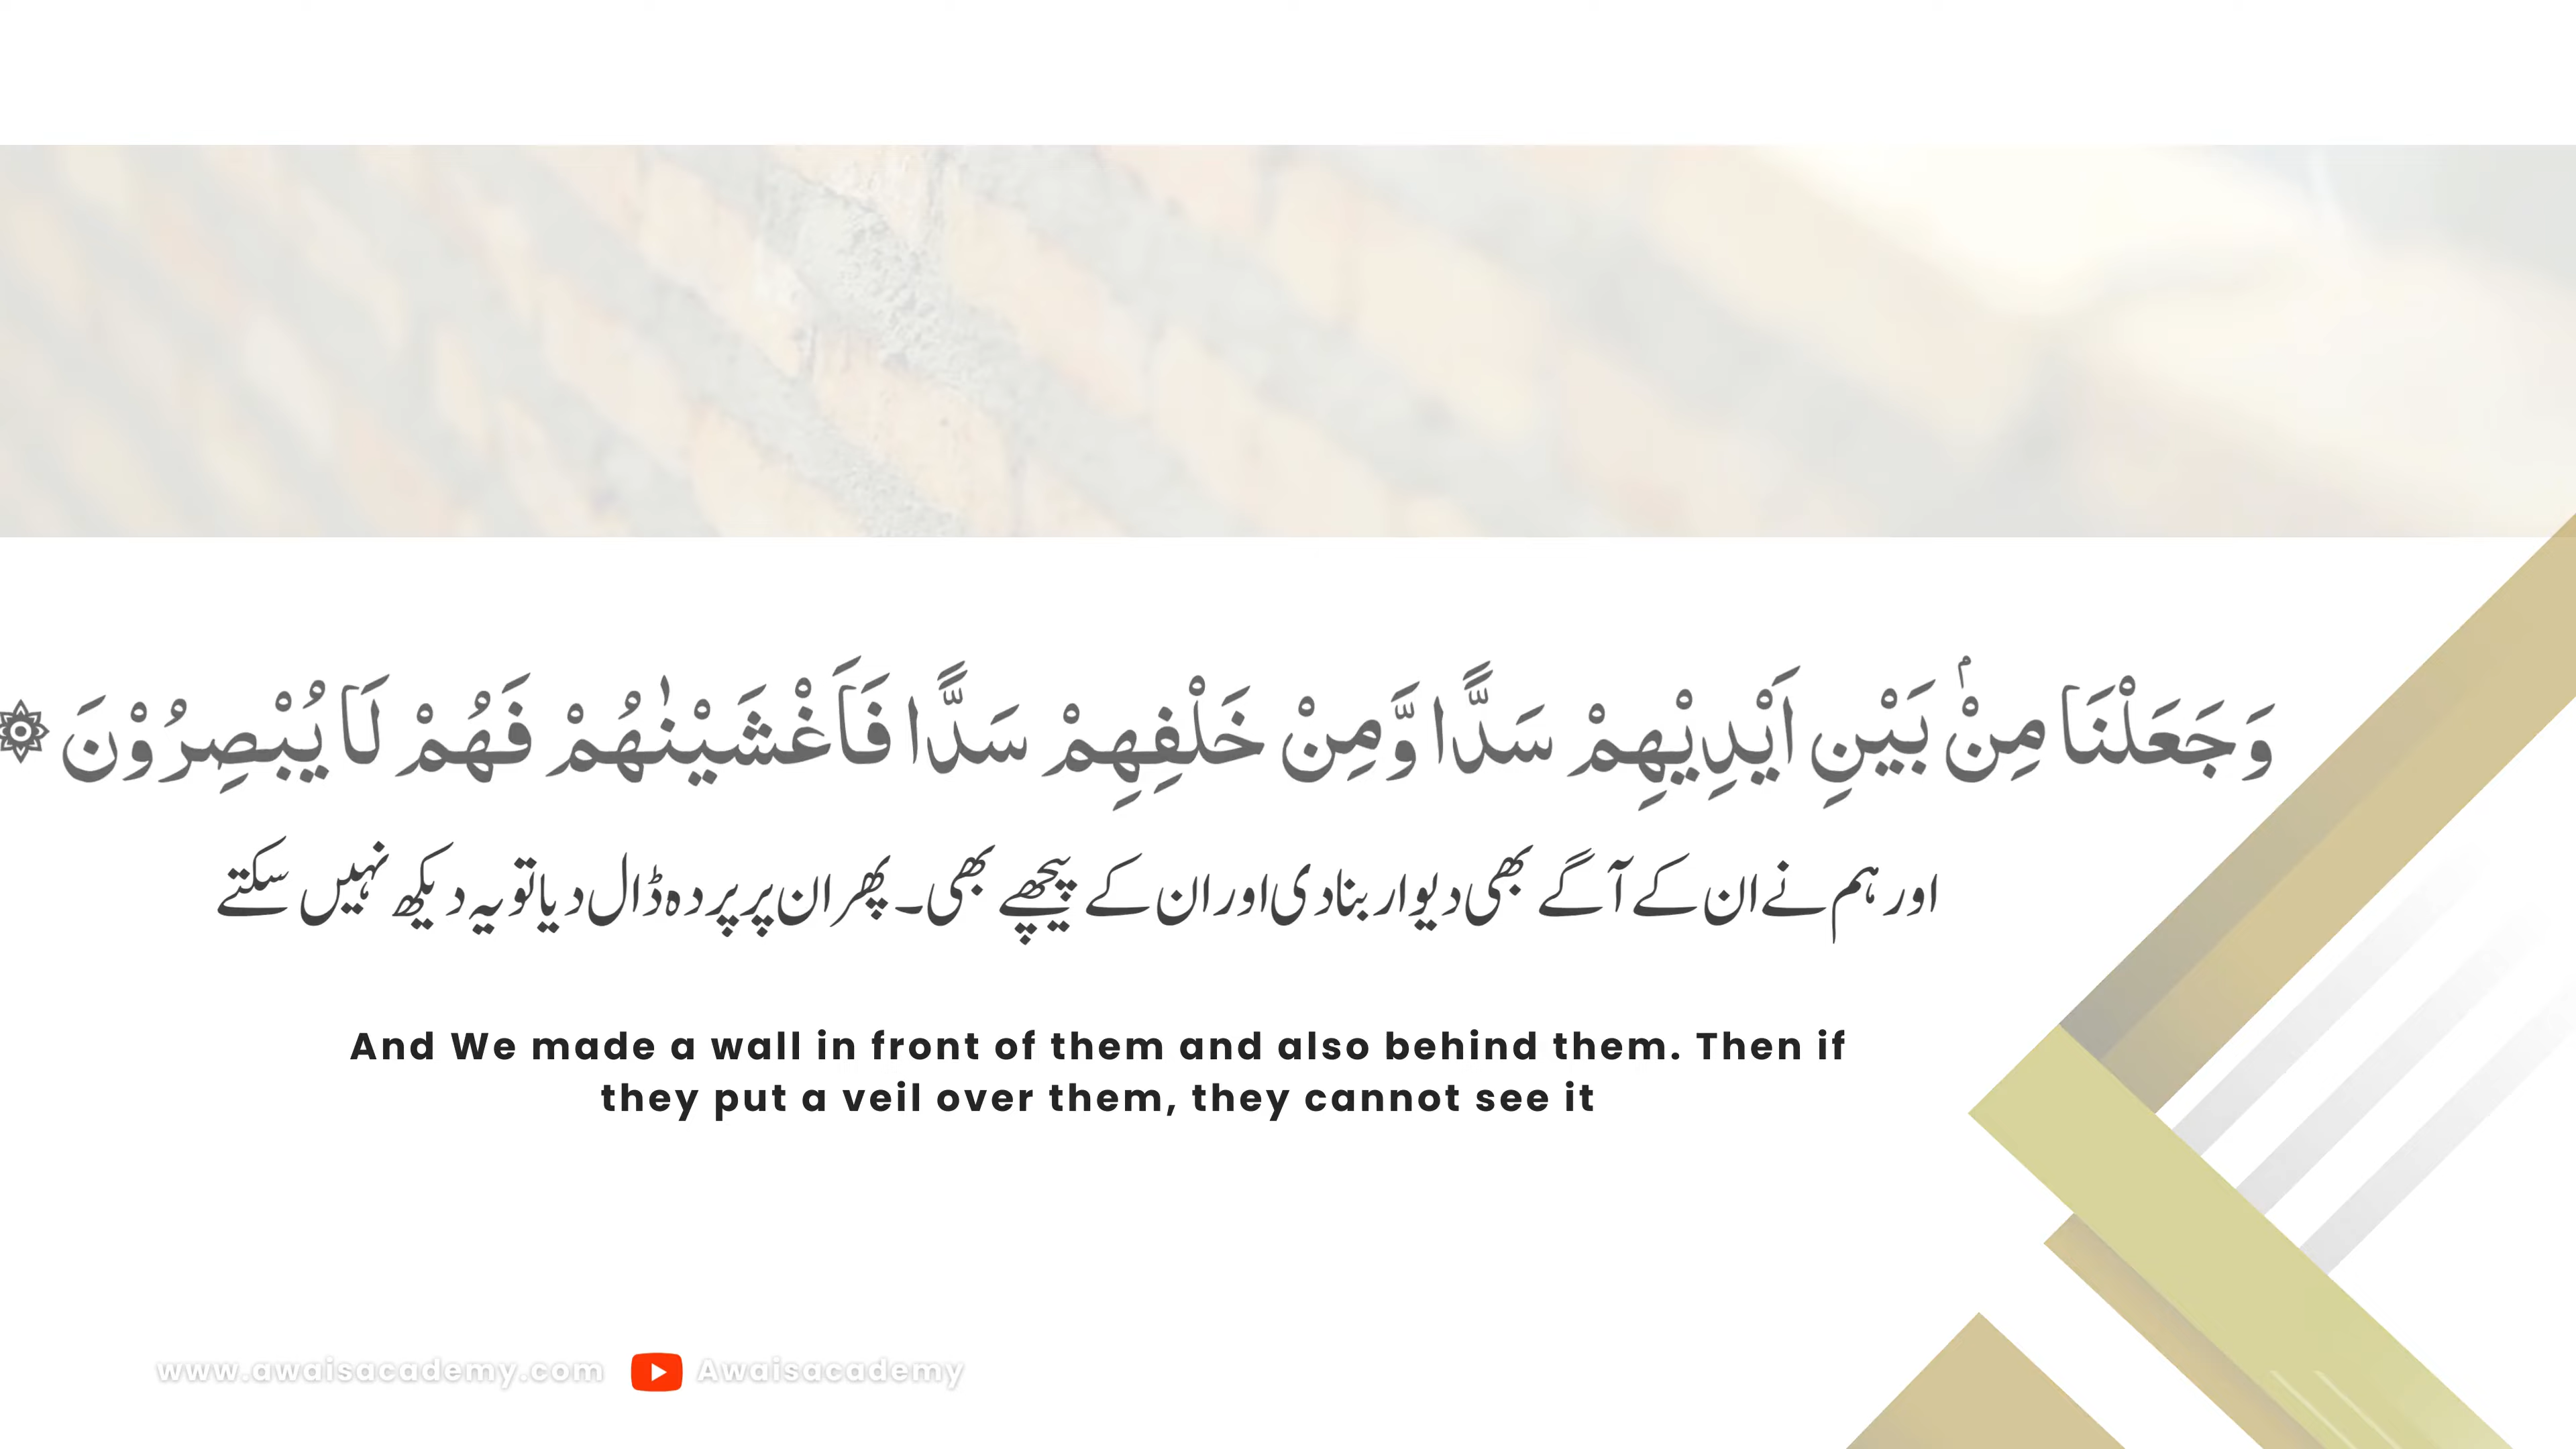 وَجَعَلْنَا مِنْۢ بَيْنِ اَيْدِيْهِمْ سَدًّا وَّمِنْ خَلْفِهِمْ سَدًّا فَاَغْشَيْنٰهُمْ فَهُمْ لَا يُبْصِرُوْنَ ۞
اور ہم نے ان کے آگے بھی دیوار بنا دی اور ان کے پیچھے بھی۔ پھر ان پر پردہ ڈال دیا تو یہ دیکھ نہیں سکتے
And We made a wall in front of them and also behind them. Then if
they put a veil over them, they cannot see it
www.awaisacademy.com Awaisacademy